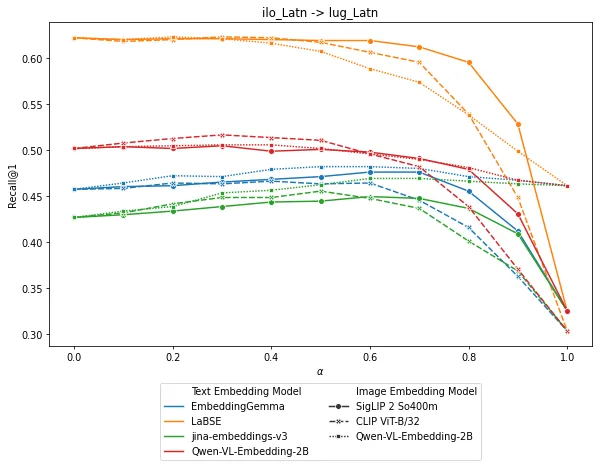 ilo_Latn -> lug_Latn
Recall@1
0.60
0.55
0.50
0.45
0.40
0.35
0.30
0.0 0.2 0.4 0.6 0.8 1.0
α
Text Embedding Model Image Embedding Model
EmbeddingGemma SigLIP 2 So400m
LaBSE CLIP ViT-B/32
jina-embeddings-v3 Qwen-VL-Embedding-2B
Qwen-VL-Embedding-2B